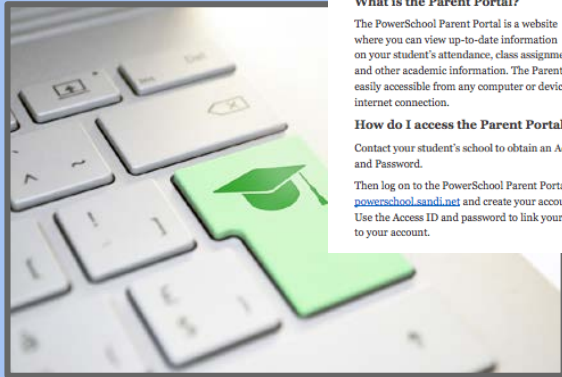 What is the Parent Portal?
The PowerSchool Parent Portal is a website
where you can view up-to-date information
on your student's attendance, class
and other academic information. The Parent
easily accessible from any computer or
internet connection.
How do I access the Parent Portal
Contact your student's school to obtain an
and Password.
Then log on to the PowerSchool Parent
powerschool.sandi.net and create your
Use the Access ID and password to link your
to your account.